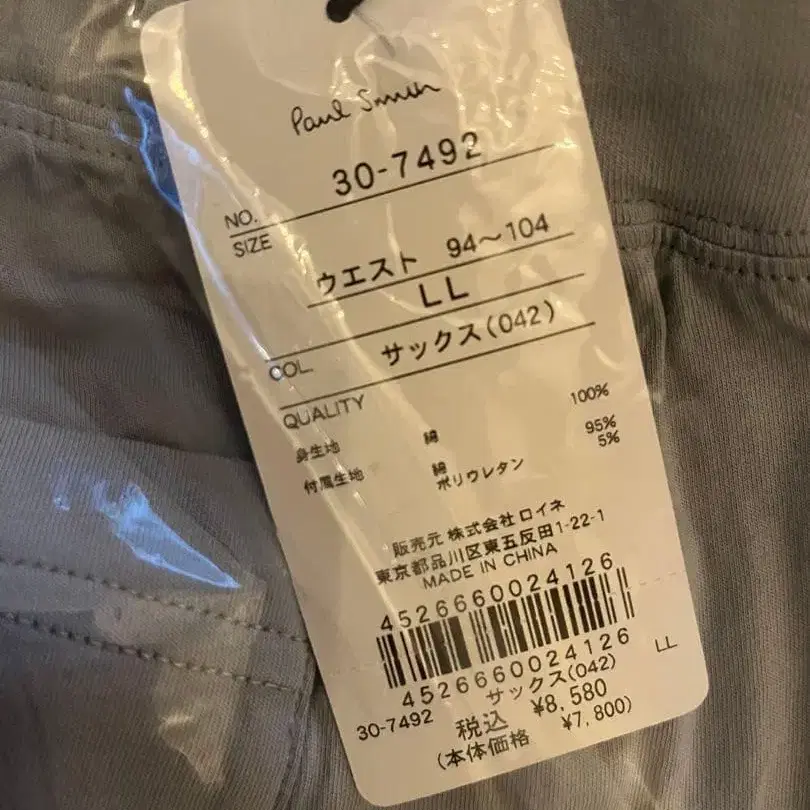 Paul Smith
NO. 30-7492
SIZE
ウエスト 94～104
LL
COL. サックス(042)
QUALITY
身生地 綿 100%
付属生地 綿 95%
ポリウレタン 5%
販売元 株式会社ロイネ
東京都品川区東五反田1-22-1
MADE IN CHINA
4526660024126
4526660024126
サックス(042) LL
30-7492 税込 ¥8,580
(本体価格 ¥7,800)